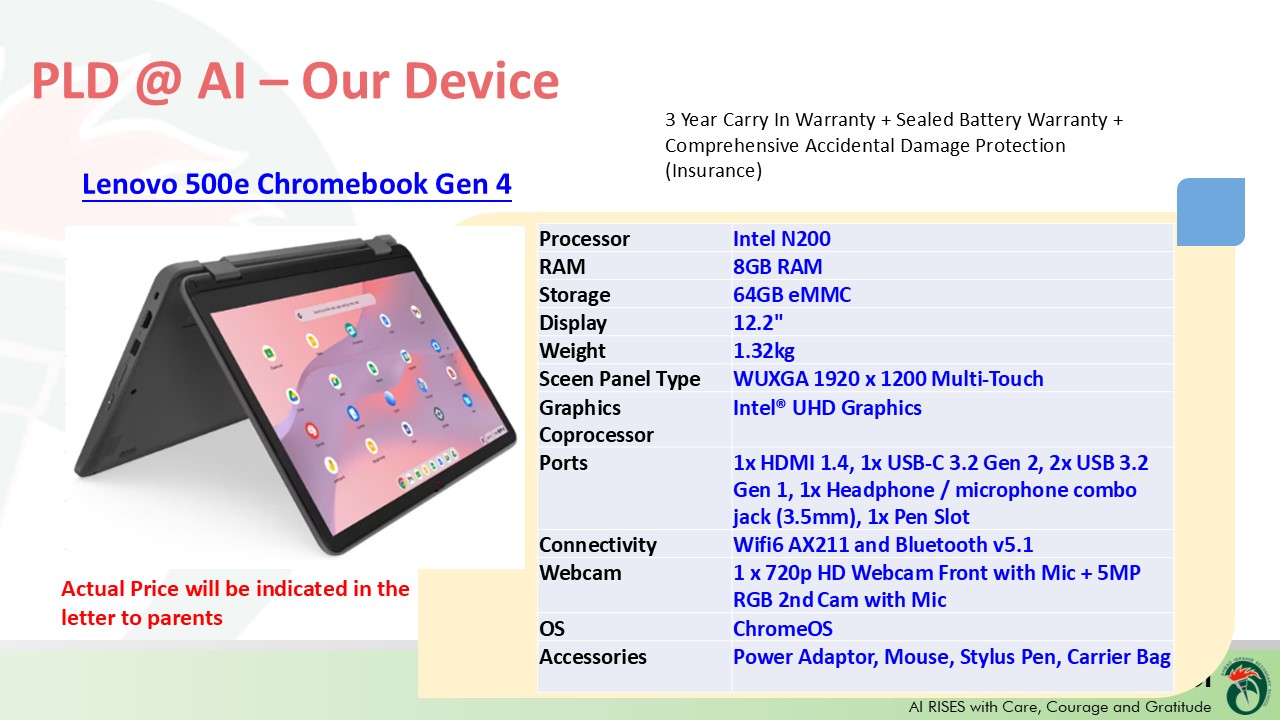 PLD @ AI – Our Device
3 Year Carry In Warranty + Sealed Battery Warranty +
Comprehensive Accidental Damage Protection
(Insurance)
Lenovo 500e Chromebook Gen 4
Processor Intel N200
RAM 8GB RAM
Storage 64GB eMMC
Display 12.2"
Weight 1.32kg
Sceen Panel Type WUXGA 1920 x 1200 Multi-Touch
Graphics Intel® UHD Graphics
Coprocessor
Ports 1x HDMI 1.4, 1x USB-C 3.2 Gen 2, 2x USB 3.2
Gen 1, 1x Headphone / microphone combo
jack (3.5mm), 1x Pen Slot
Connectivity Wifi6 AX211 and Bluetooth v5.1
Webcam 1 x 720p HD Webcam Front with Mic + 5MP
RGB 2nd Cam with Mic
OS ChromeOS
Accessories Power Adaptor, Mouse, Stylus Pen, Carrier Bag
Actual Price will be indicated in the
letter to parents
AI RISES with Care, Courage and Gratitude